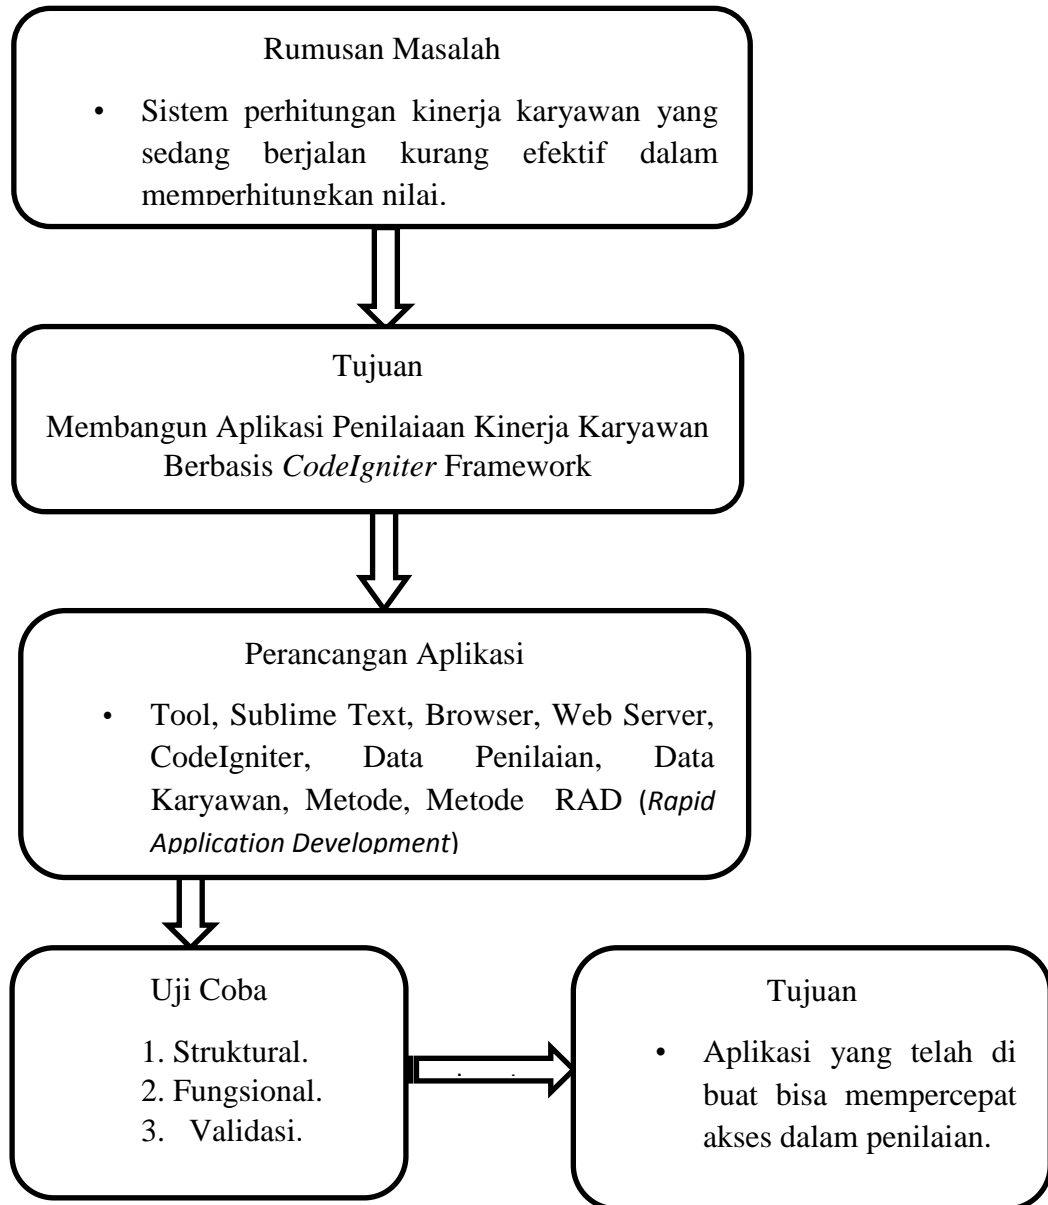 Rumusan Masalah
• Sistem perhitungan kinerja karyawan yang
sedang berjalan kurang efektif dalam
memperhitungkan nilai.
Tujuan
Membangun Aplikasi Penilaiaan Kinerja Karyawan
Berbasis CodeIgniter Framework
Perancangan Aplikasi
• Tool, Sublime Text, Browser, Web Server,
CodeIgniter, Data Penilaian, Data
Karyawan, Metode, Metode RAD (Rapid
Application Development)
Uji Coba
1. Struktural.
2. Fungsional.
3. Validasi.
Tujuan
• Aplikasi yang telah di
buat bisa mempercepat
akses dalam penilaian.